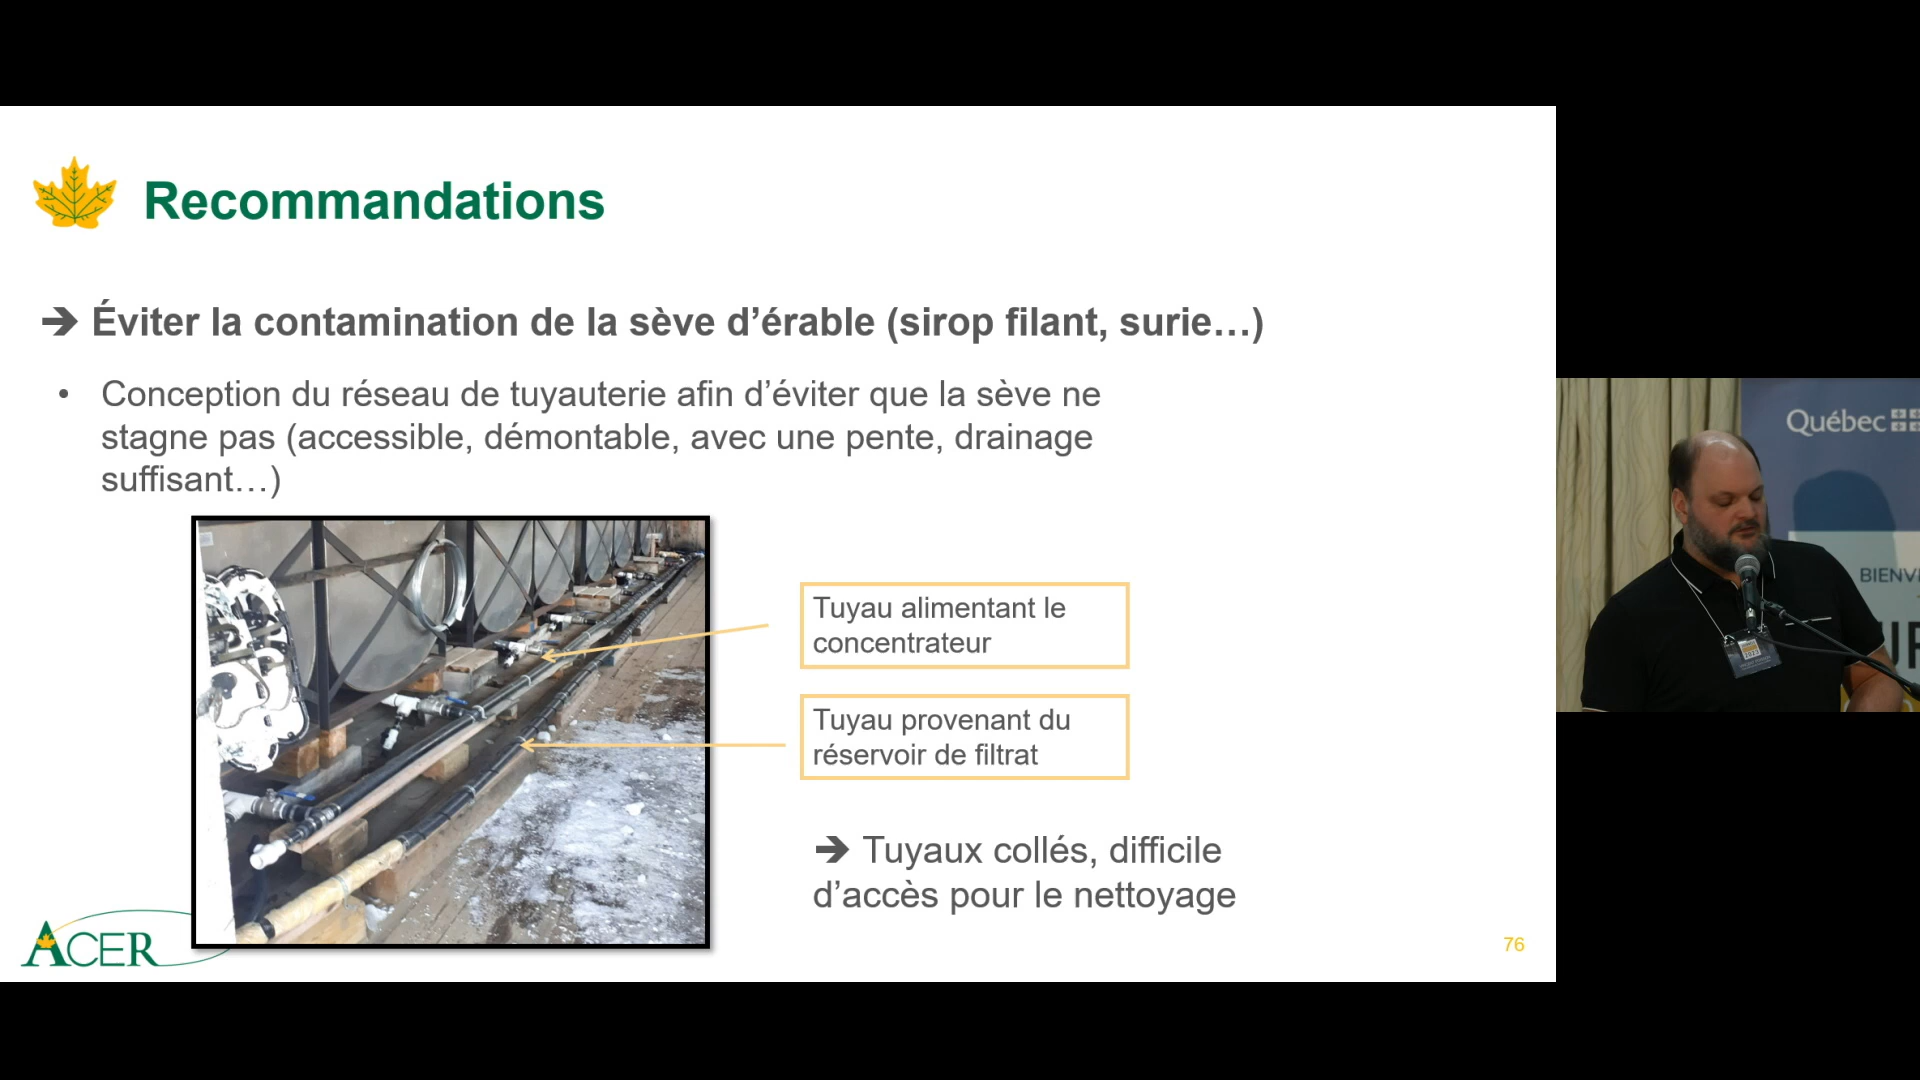 Recommandations
➔ Éviter la contamination de la sève d’érable (sirop filant, surie…)
• Conception du réseau de tuyauterie afin d’éviter que la sève ne
stagne pas (accessible, démontable, avec une pente, drainage
suffisant…)
Tuyau alimentant le
concentrateur
Tuyau provenant du
réservoir de filtrat
➔ Tuyaux collés, difficile
d’accès pour le nettoyage
ACER
76
Québec
BIENV